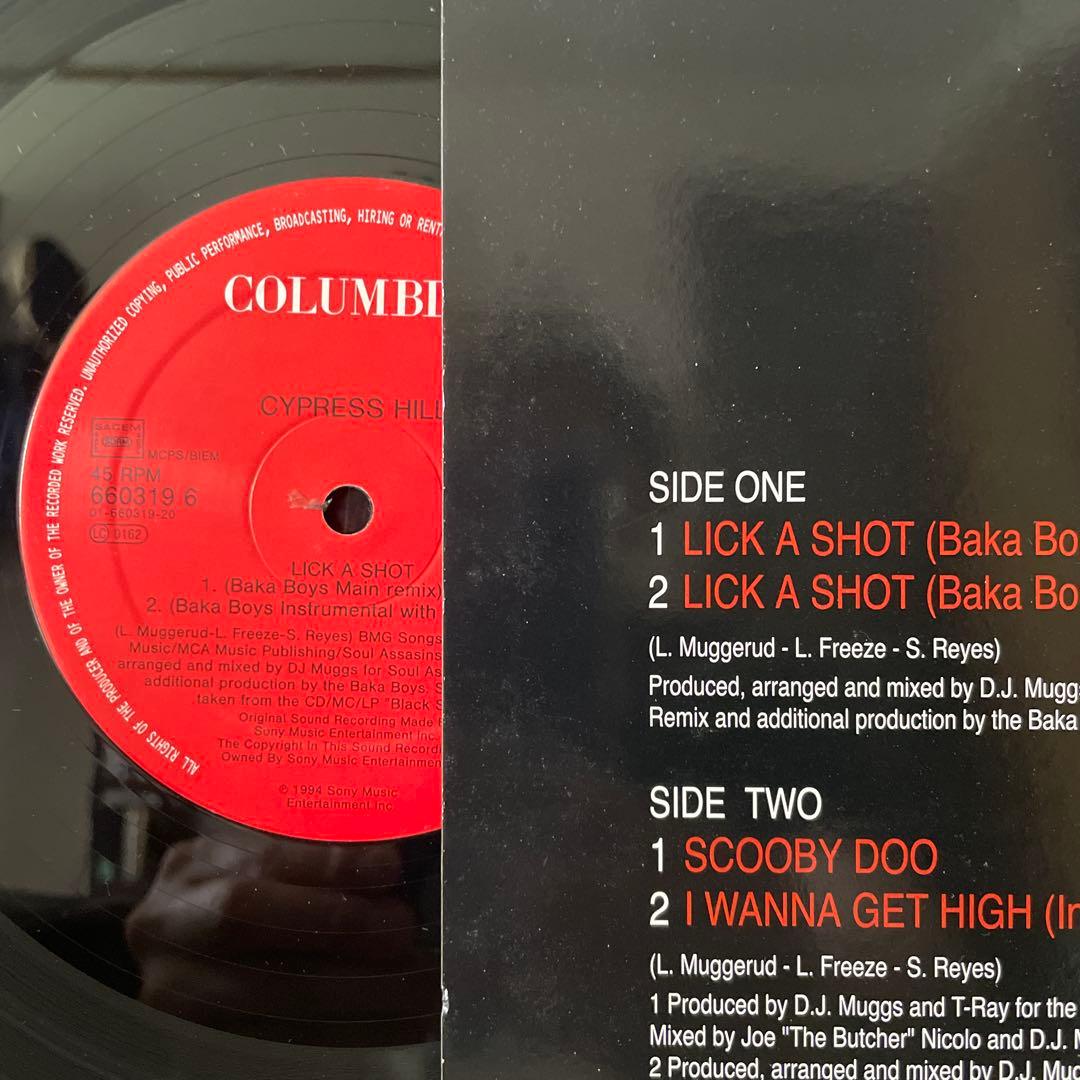 ALL RIGHTS OF THE PRODUCER AND OF THE OWNER OF THE RECORDED WORK RESERVED. UNAUTHORIZED COPYING, PUBLIC PERFORMANCE, BROADCASTING, HIRING OR RENTA
COLUMBI
CYPRESS HILL
SACEM
MCPS/BIEM
45 RPM
660319 6
01-660319-20
LC 0162
LICK A SHOT
1. (Baka Boys Main remix)
2. (Baka Boys Instrumental with
(L. Muggerud-L. Freeze-S. Reyes) BMG Songs
Music/MCA Music Publishing/Soul Assasins
arranged and mixed by DJ Muggs for Soul As
additional production by the Baka Boys. S
taken from the CD/MC/LP "Black S
Original Sound Recording Made
Sony Music Entertainment Inc.
The Copyright In This Sound Recordi
Owned By Sony Music Entertainmen
℗ 1994 Sony Music
Entertainment Inc
SIDE ONE
1 LICK A SHOT (Baka Bo
2 LICK A SHOT (Baka Bo
(L. Muggerud - L. Freeze - S. Reyes)
Produced, arranged and mixed by D.J. Muggs
Remix and additional production by the Baka
SIDE TWO
1 SCOOBY DOO
2 I WANNA GET HIGH (In
(L. Muggerud - L. Freeze - S. Reyes)
1 Produced by D.J. Muggs and T-Ray for the
Mixed by Joe "The Butcher" Nicolo and D.J. M
2 Produced, arranged and mixed by D.J. Mug